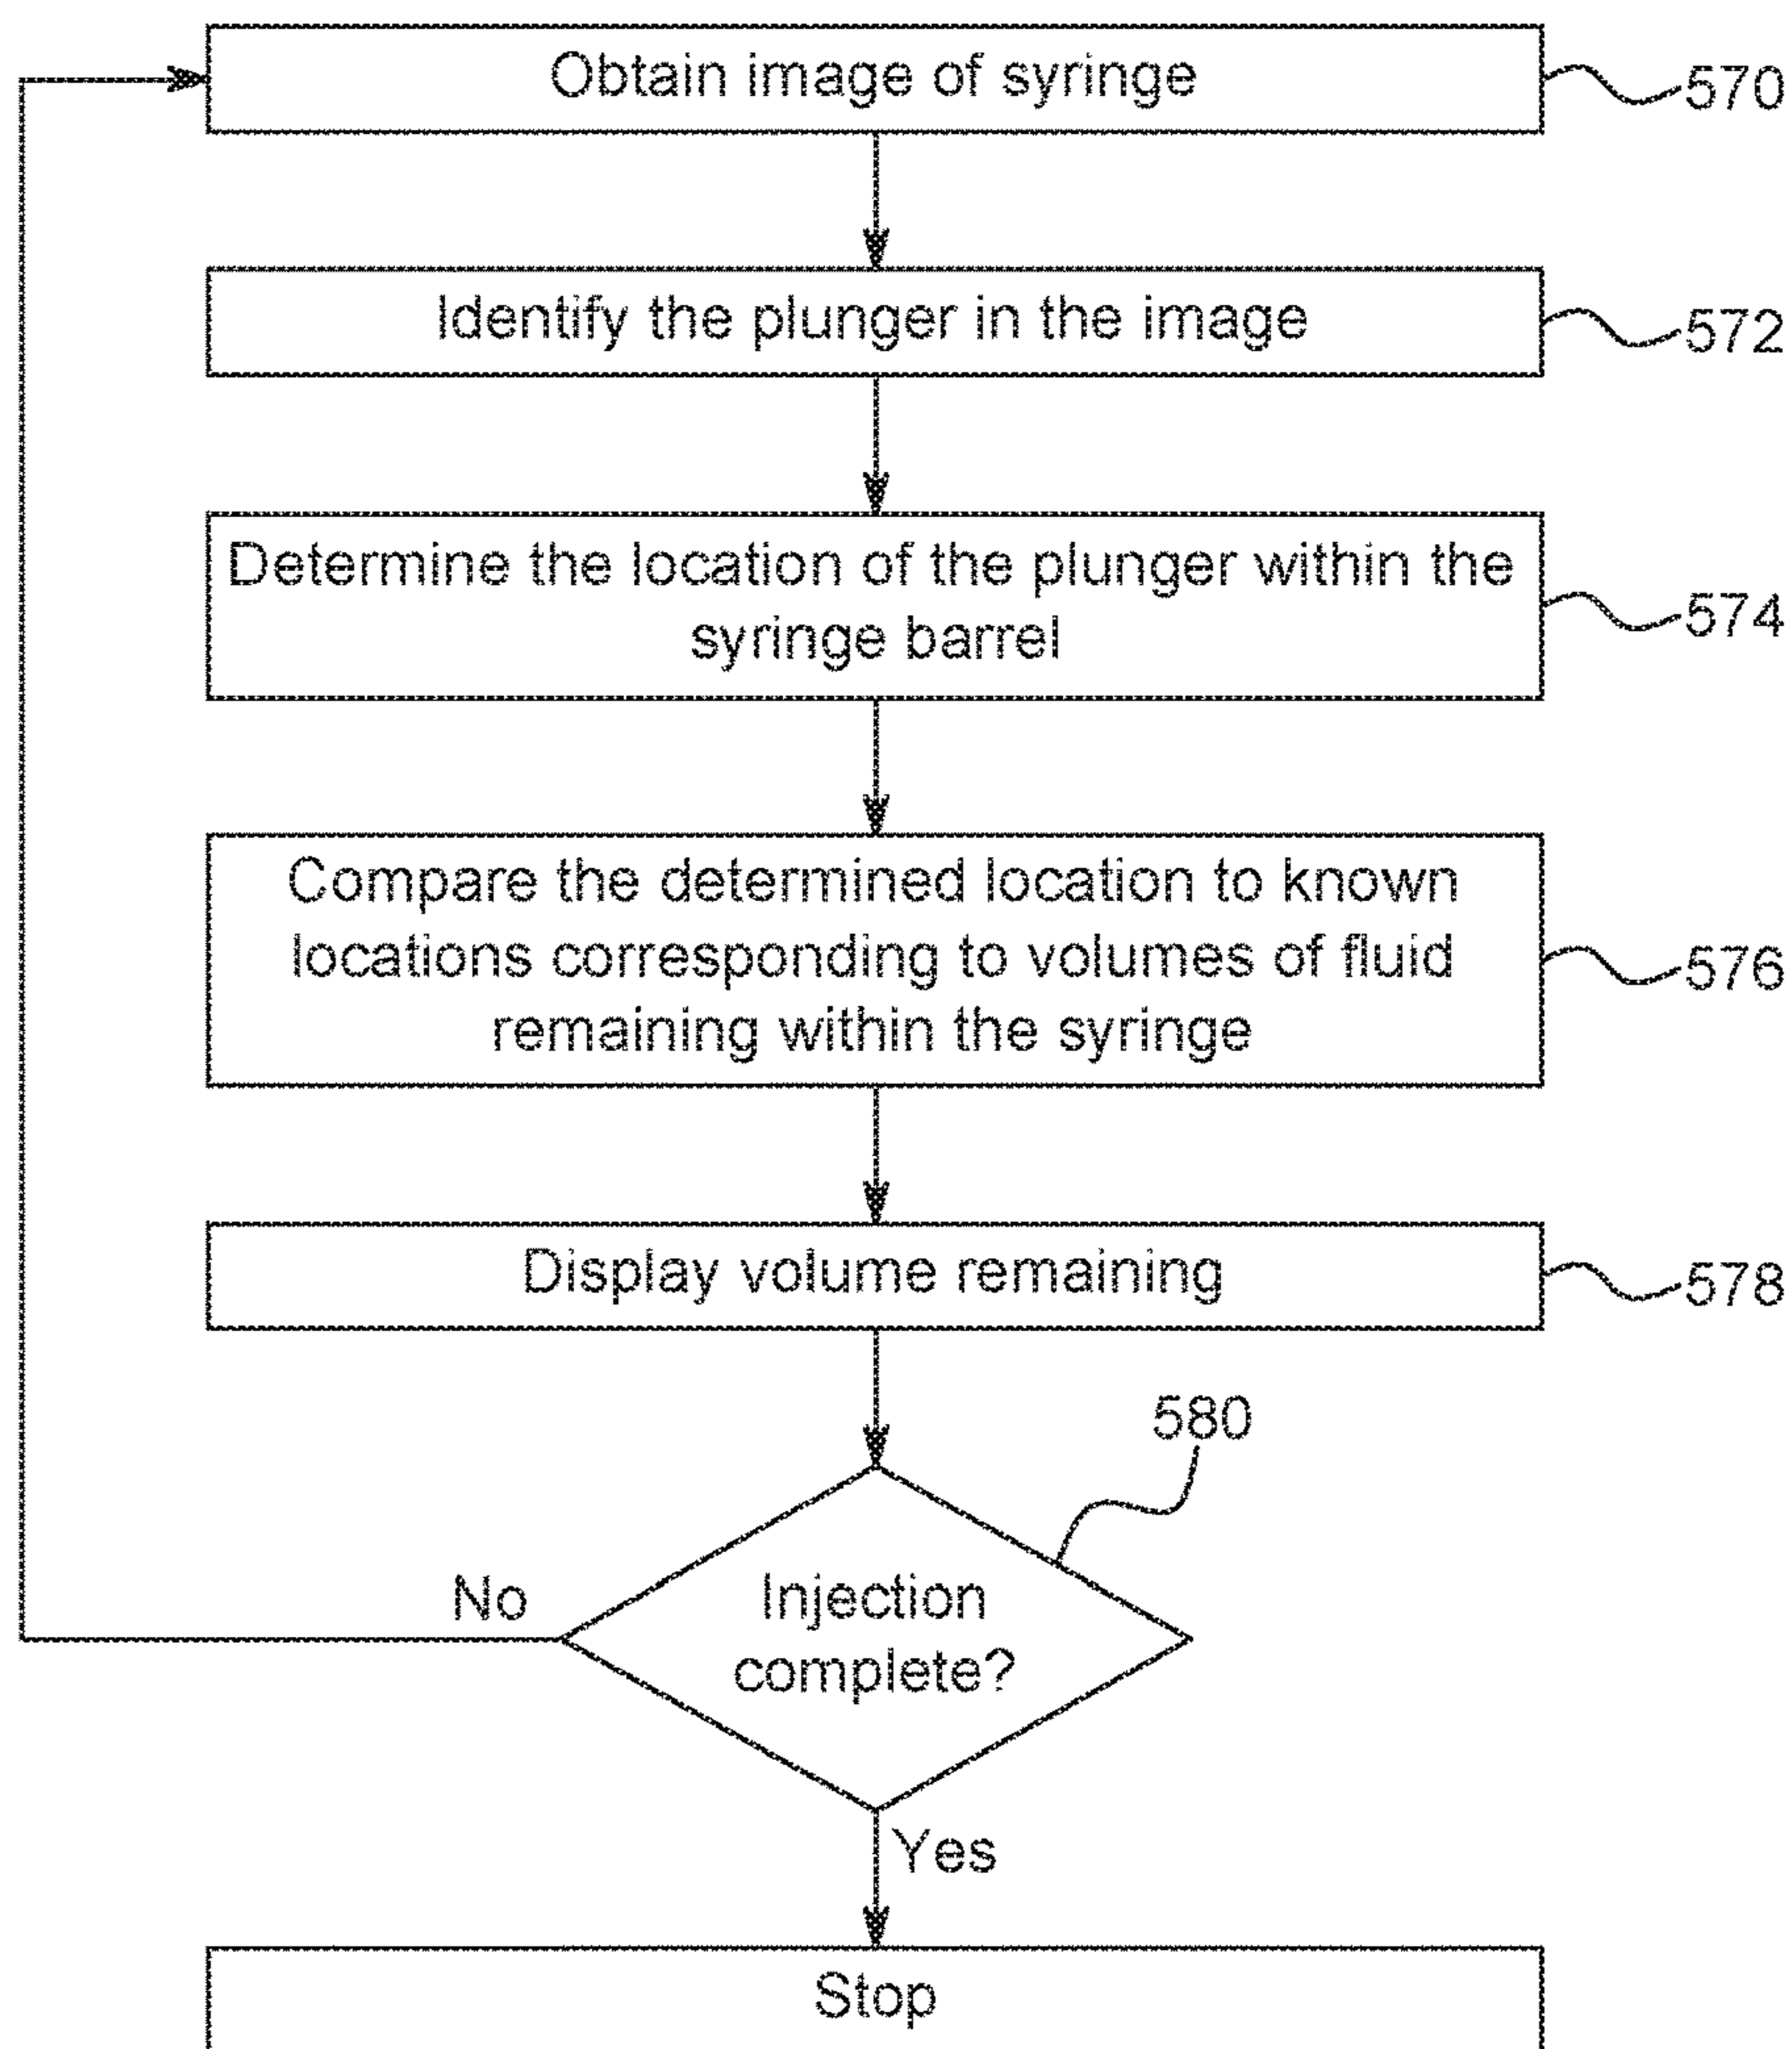 Obtain image of syringe
570
Identify the plunger in the image
572
Determine the location of the plunger within the
syringe barrel
574
Compare the determined location to known
locations corresponding to volumes of fluid
remaining within the syringe
576
Display volume remaining
578
580
No
Injection
complete?
Yes
Stop